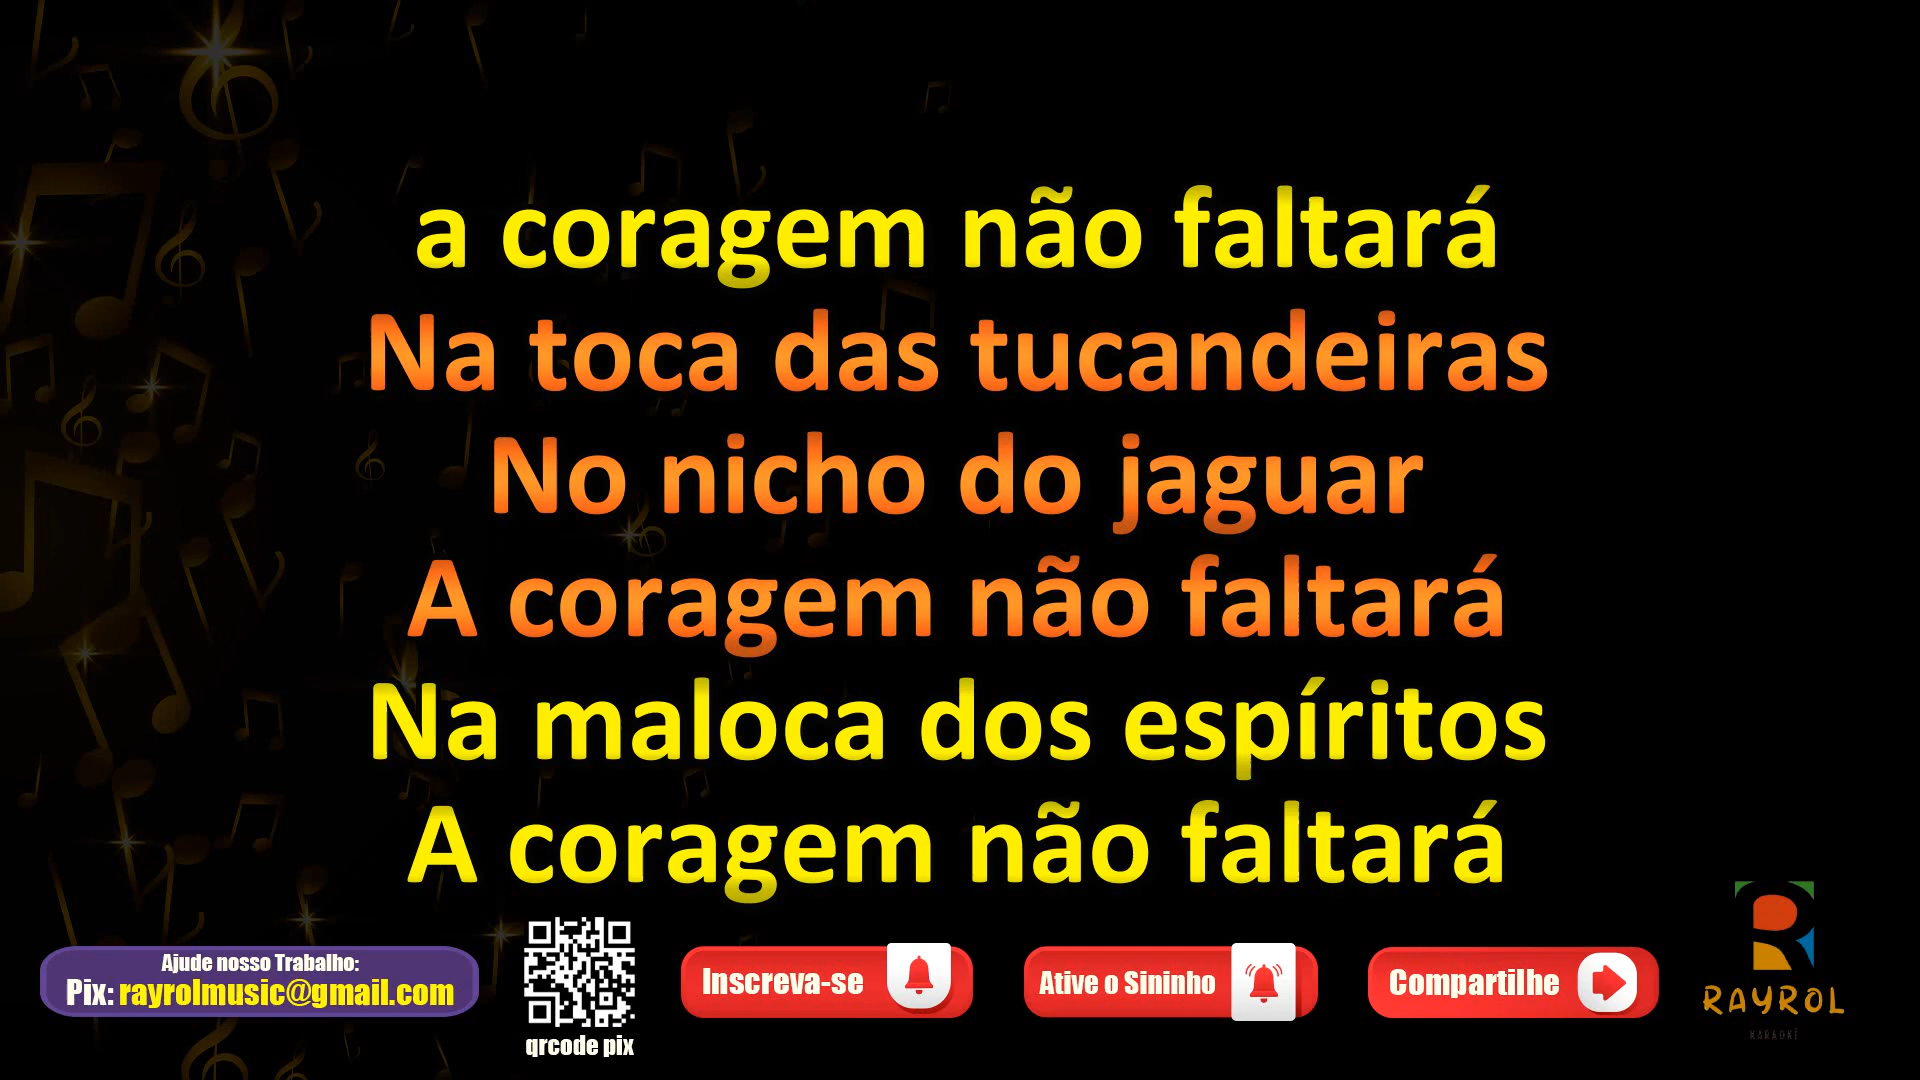 a coragem não faltará
Na toca das tucandeiras
No nicho do jaguar
A coragem não faltará
Na maloca dos espíritos
A coragem não faltará
Ajude nosso Trabalho:
Pix: rayrolmusic@gmail.com
qrcode pix
Inscreva-se
Ative o Sininho
Compartilhe
RAYROL
KARAOKÊ